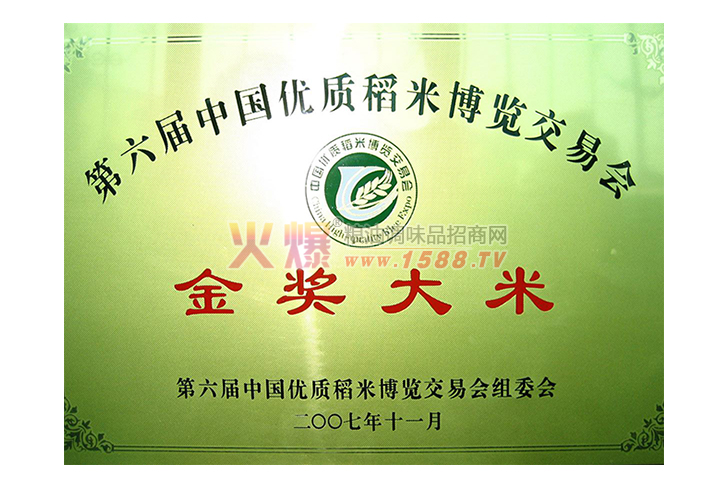 第六届中国优质稻米博览交易会
中国优质稻米博览交易会
China High-quality Rice Expo
火爆 粮油调味品招商网
www.1588.TV
金奖大米
第六届中国优质稻米博览交易会组委会
二〇〇七年十一月